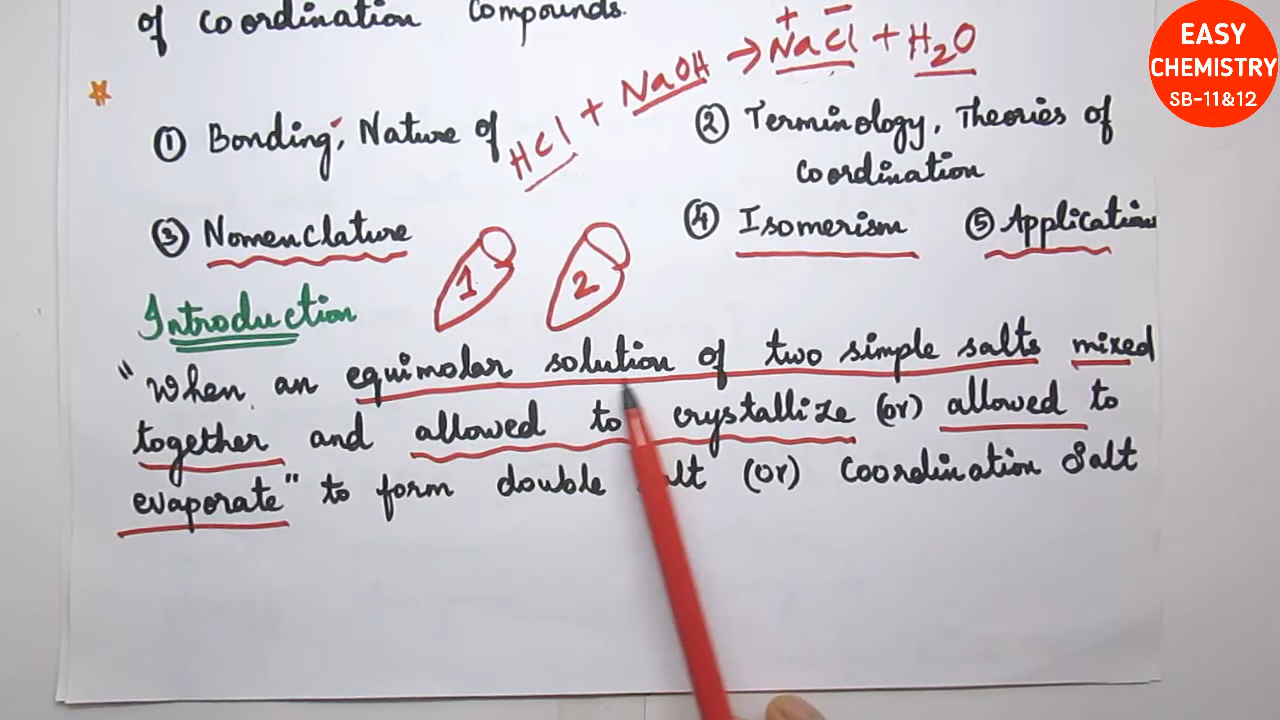 of coordination compounds.
HCl + NaOH → NaCl + H₂O
+ −
① Bonding, Nature of
② Terminology, Theories of
coordination
③ Nomenclature
④ Isomerism
⑤ Application
1
2
Introduction
"When an equimolar solution of two simple salts mixed
together and allowed to crystallize (or) allowed to
evaporate" to form double (or) coordination salt
EASY
CHEMISTRY
SB-11&12